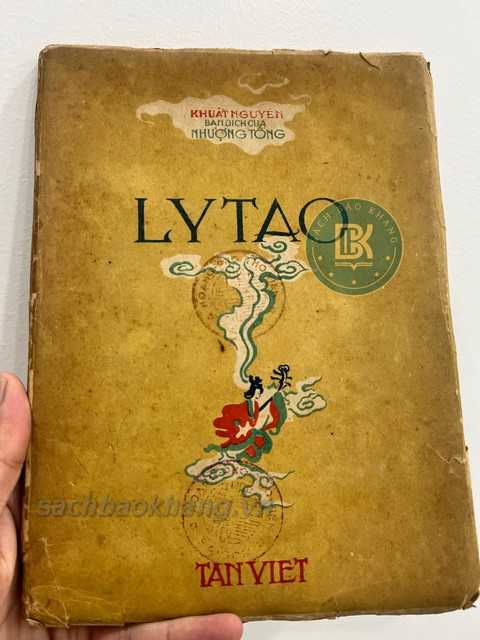 KHUẤT NGUYÊN
BẢN DỊCH CỦA
NHƯỢNG TỐNG
LY TAO
SÁCH BẢO KHANG
BK
sachbaokhang.vn
TÂN VIỆT